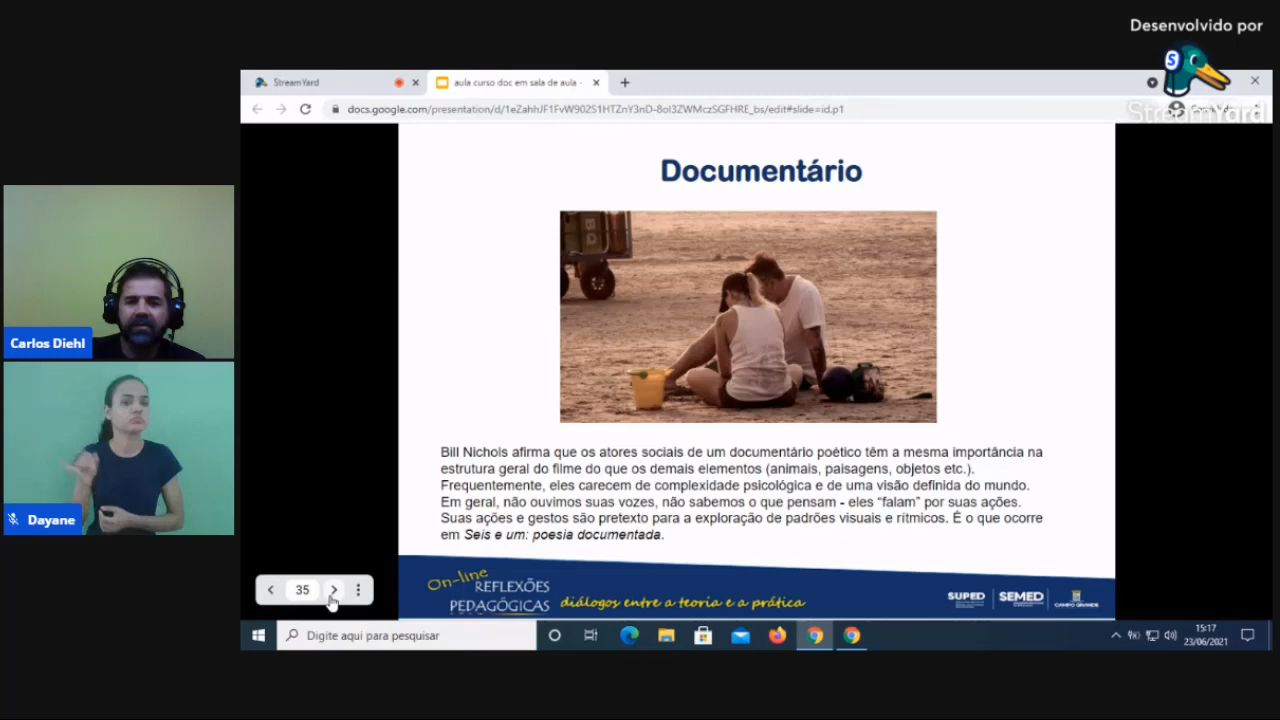 Desenvolvido por
StreamYard
StreamYard
aula curso doc em sala de aula -
docs.google.com/presentation/d/1eZahhJF1FvW902S1HTZnY3nD-8oI3ZWMczSGFHRE_bs/edit#slide=id.p1
Documentário
Bill Nichols afirma que os atores sociais de um documentário poético têm a mesma importância na
estrutura geral do filme do que os demais elementos (animais, paisagens, objetos etc.).
Frequentemente, eles carecem de complexidade psicológica e de uma visão definida do mundo.
Em geral, não ouvimos suas vozes, não sabemos o que pensam - eles “falam” por suas ações.
Suas ações e gestos são pretexto para a exploração de padrões visuais e rítmicos. É o que ocorre
em Seis e um: poesia documentada.
Carlos Diehl
Dayane
35
On-line
REFLEXÕES
PEDAGÓGICAS
diálogos entre a teoria e a prática
SUPED
SEMED
CAMPO GRANDE
Digite aqui para pesquisar
15:17
23/06/2021